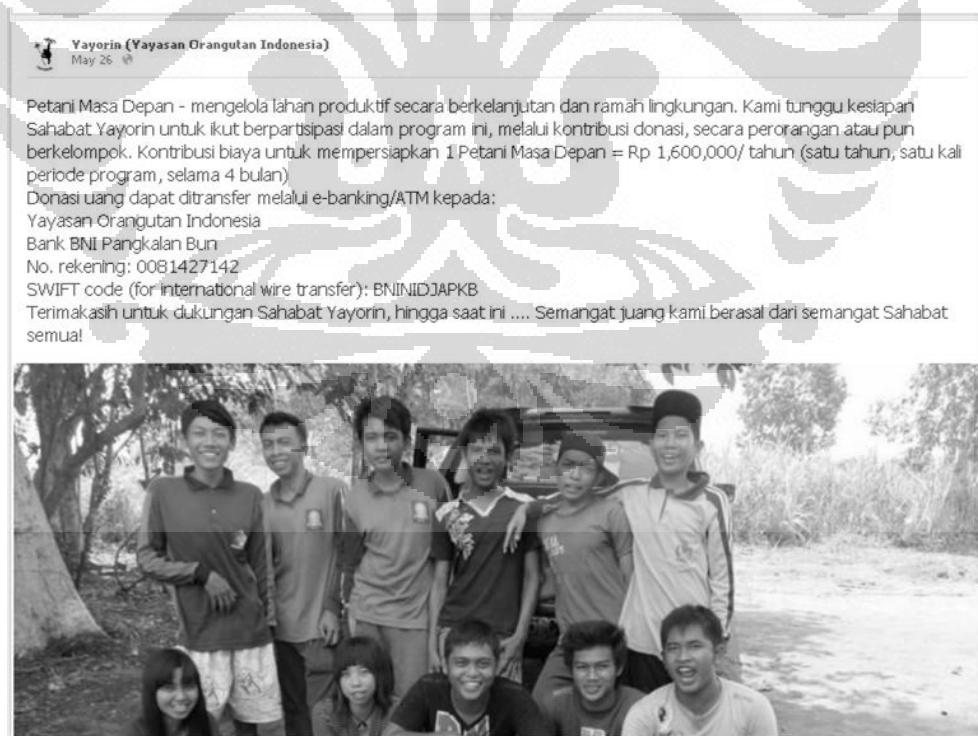 Yayorin (Yayasan Orangutan Indonesia)
May 26
Petani Masa Depan - mengelola lahan produktif secara berkelanjutan dan ramah lingkungan. Kami tunggu kesiapan
Sahabat Yayorin untuk ikut berpartisipasi dalam program ini, melalui kontribusi donasi, secara perorangan atau pun
berkelompok. Kontribusi biaya untuk mempersiapkan 1 Petani Masa Depan = Rp 1,600,000/ tahun (satu tahun, satu kali
periode program, selama 4 bulan)
Donasi uang dapat ditransfer melalui e-banking/ATM kepada:
Yayasan Orangutan Indonesia
Bank BNI Pangkalan Bun
No. rekening: 0081427142
SWIFT code (for international wire transfer): BNINIDJAPKB
Terimakasih untuk dukungan Sahabat Yayorin, hingga saat ini .... Semangat juang kami berasal dari semangat Sahabat
semua!